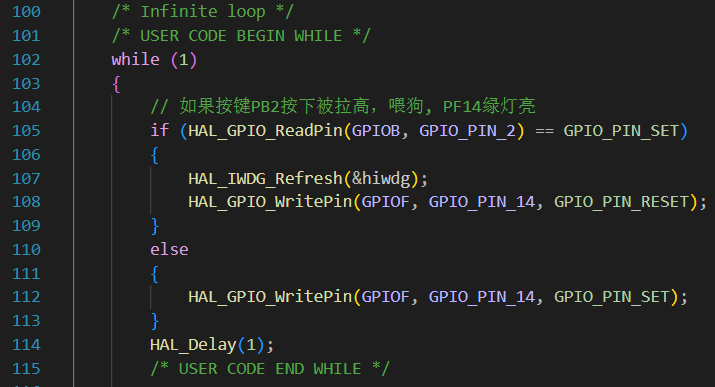 100 /* Infinite loop */
101 /* USER CODE BEGIN WHILE */
102 while (1)
103 {
104 // 如果按键PB2按下被拉高，喂狗, PF14绿灯亮
105 if (HAL_GPIO_ReadPin(GPIOB, GPIO_PIN_2) == GPIO_PIN_SET)
106 {
107 HAL_IWDG_Refresh(&hiwdg);
108 HAL_GPIO_WritePin(GPIOF, GPIO_PIN_14, GPIO_PIN_RESET);
109 }
110 else
111 {
112 HAL_GPIO_WritePin(GPIOF, GPIO_PIN_14, GPIO_PIN_SET);
113 }
114 HAL_Delay(1);
115 /* USER CODE END WHILE */